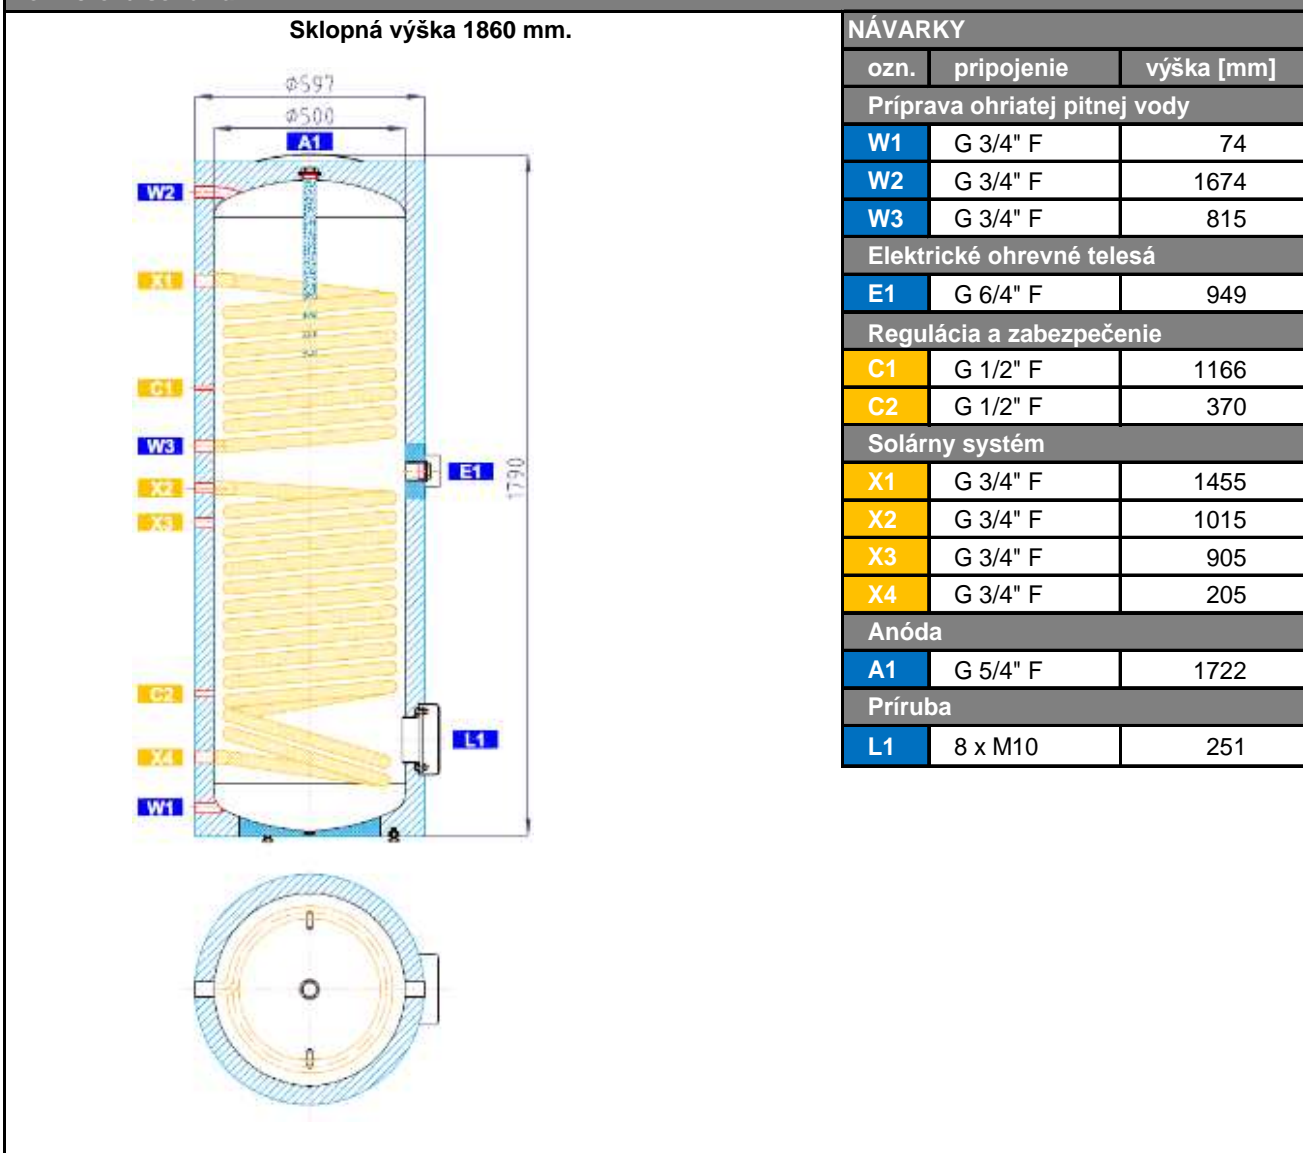 Sklopná výška 1860 mm.
Φ597
Φ500
A1
W2
X1
C1
W3
X2
X3
E1
1790
C2
L1
X4
W1
NÁVARKY
ozn. pripojenie výška [mm]
Príprava ohriatej pitnej vody
W1 G 3/4" F 74
W2 G 3/4" F 1674
W3 G 3/4" F 815
Elektrické ohrevné telesá
E1 G 6/4" F 949
Regulácia a zabezpečenie
C1 G 1/2" F 1166
C2 G 1/2" F 370
Solárny systém
X1 G 3/4" F 1455
X2 G 3/4" F 1015
X3 G 3/4" F 905
X4 G 3/4" F 205
Anóda
A1 G 5/4" F 1722
Príruba
L1 8 x M10 251